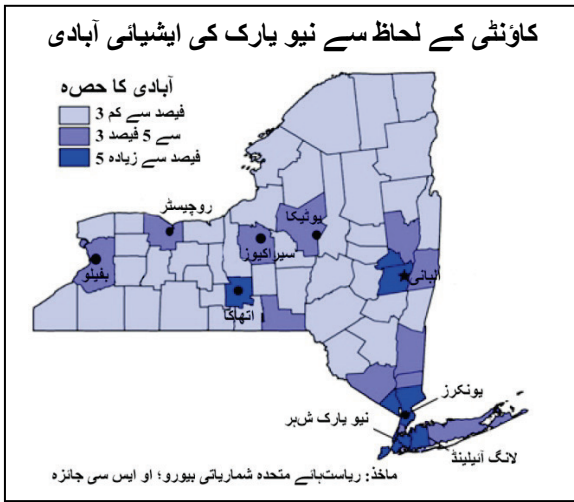 کاؤنٹی کے لحاظ سے نیو یارک کی ایشیائی آبادی
آبادی کا حصہ
فیصد سے کم 3
سے 5 فیصد 3
فیصد سے زیادہ 5
روچیسٹر
یوٹیکا
سیراکیوز
بفیلو
البانی
اتھاکا
یونکرز
نیو یارک شہر
لانگ آئیلینڈ
ماخذ: ریاستہائے متحدہ شماریاتی بیورو؛ او ایس سی جائزہ